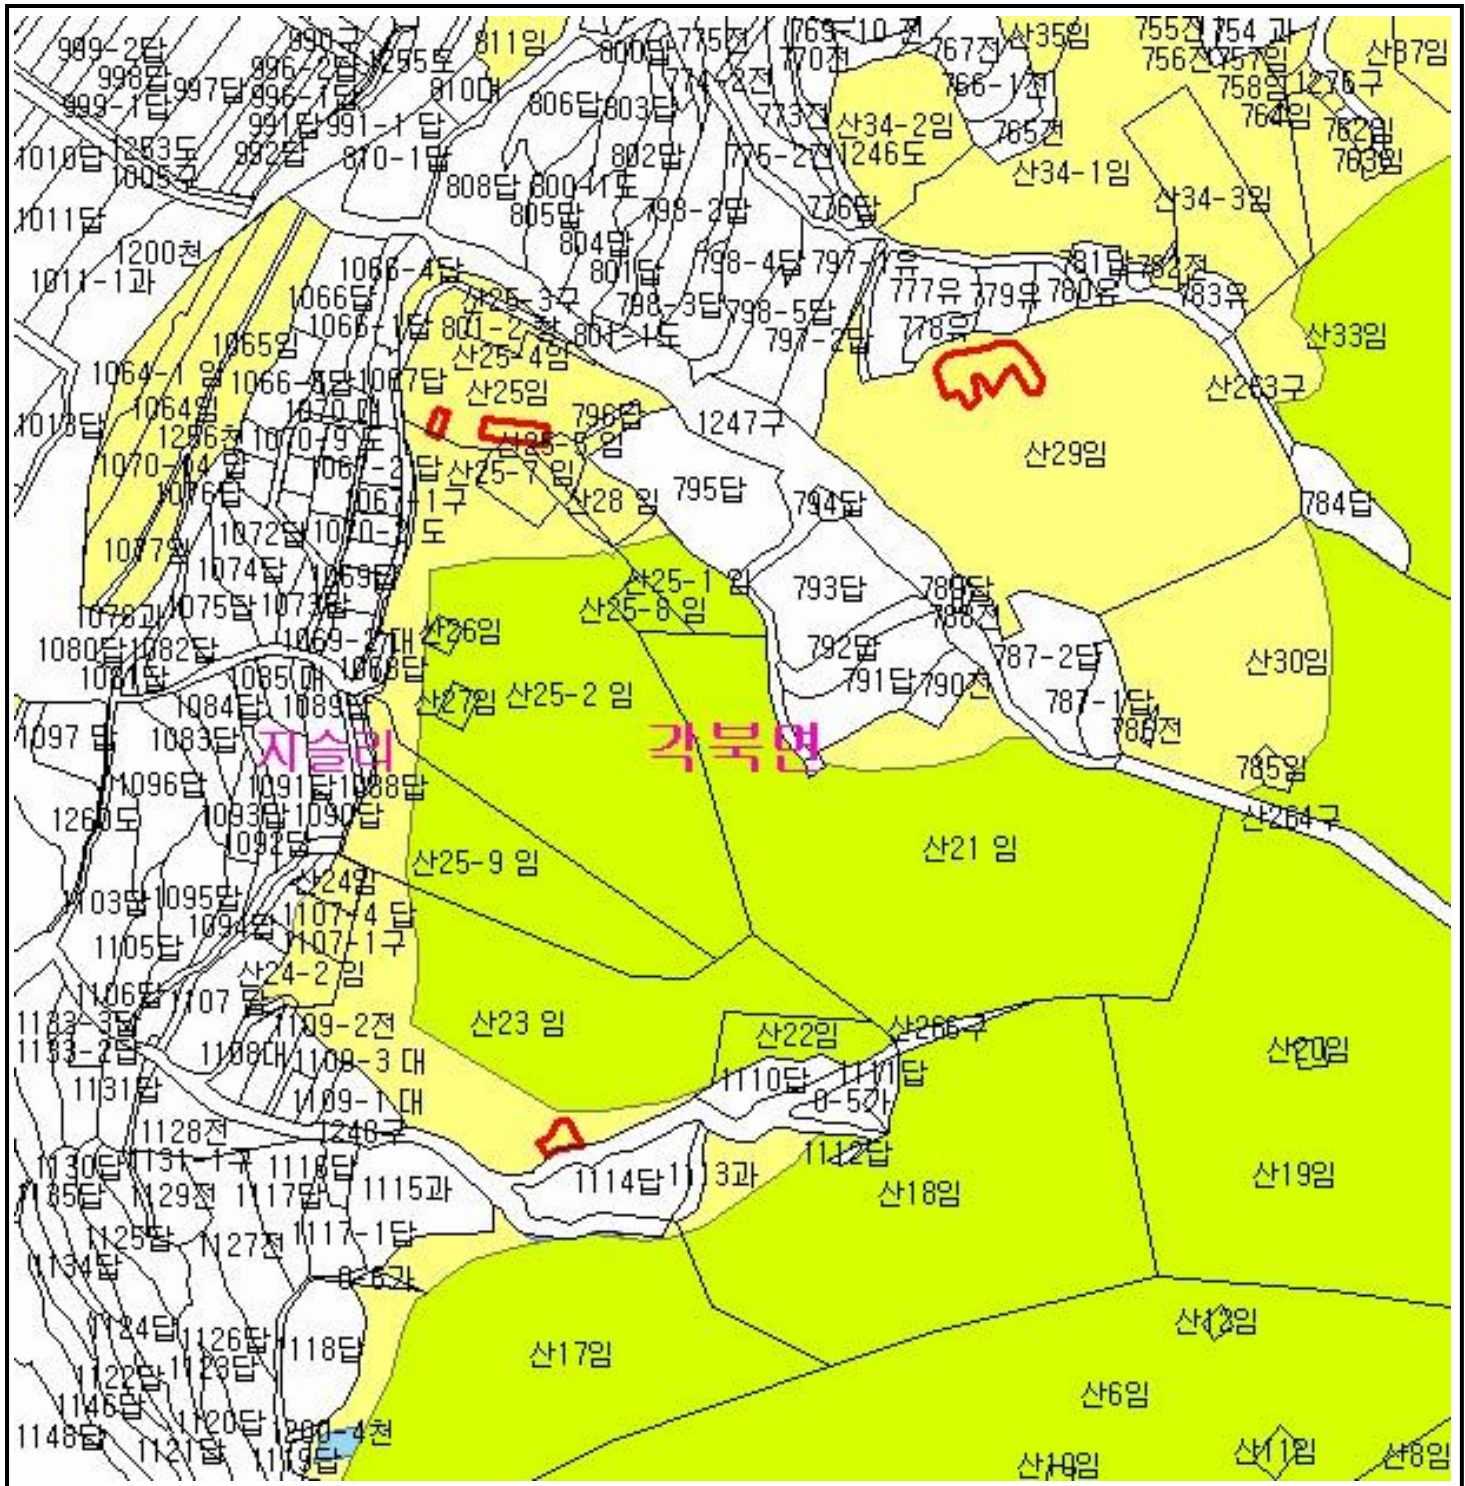 999-2답
998답
999-1답
997답
996-2답
996-1답
1255도
811임
810대
800답
775전
774-2전
769-10 전
770전
767전
766-1전
산35임
755전
754 과
756전
757임
758임
산87임
1276구
764임
762임
763임
806답
803답
773전
765전
산34-2임
1246도
산34-1임
산34-3임
991답
991-1 답
992답
810-1답
802답
775-2전
1010답
1253도
1005구
808답
800-1도
805답
798-2답
776답
1011답
1200천
1011-1과
804답
801답
798-4답
797-1유
781답
782전
783유
1066-4답
1066답
1066-1답
산25-3구
798-3답
798-5답
797-2답
777유
779유
780유
778유
801-1도
산25-4임
산25임
산33임
산263구
1065임
1064-1 임
1064임
1066-5답
1067답
796답
1247구
1013답
1256천
1070 대
1070-9 도
산25-7 임
산28 임
795답
794답
산29임
784답
1076답
1077임
1072답
1074답
1075답
1073답
1069답
산25-1 임
산25-8 임
793답
789답
788전
1078과
1080답
1082답
1081답
1068답
산26임
산27임
산25-2 임
792답
791답
790전
787-2답
787-1답
786전
산30임
785임
1084답
1089답
1085 대
1097 답
1083답
지슬리
각북면
1096답
1091답
1088답
1093답
1090답
1092답
1260도
산264구
산25-9 임
산21 임
산24임
1103답
1095답
1094답
1107-4 답
1107-1구
1105답
산24-2 임
1106답
1107 답
1133-3답
1133-2답
1109-2전
산23 임
산22임
산266구
산20임
1108대
1109-3 대
1131답
1110답
1111답
0-5가
1109-1 대
1248구
1128전
1131-1구
1130답
1135답
1129전
1116답
1117답
1115과
1114답
1113과
1112답
산18임
산19임
1125답
1127전
1117-1답
1134답
0-6가
1124답
1126답
1123답
1118답
1122답
산17임
산12임
산6임
1146답
1148답
1120답
1121답
1200-4천
1119답
산10임
산11임
산8임